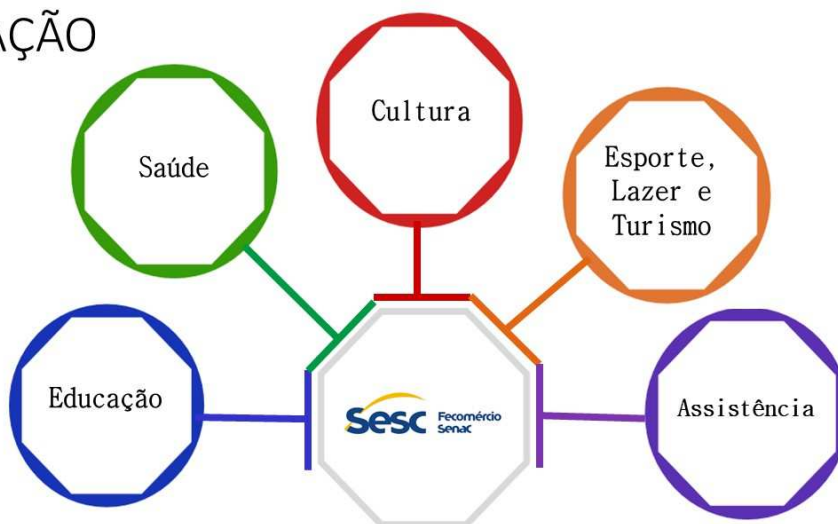 AÇÃO
Cultura
Saúde
Esporte,
Lazer e
Turismo
Educação
Sesc
Fecomércio
Senac
Assistência